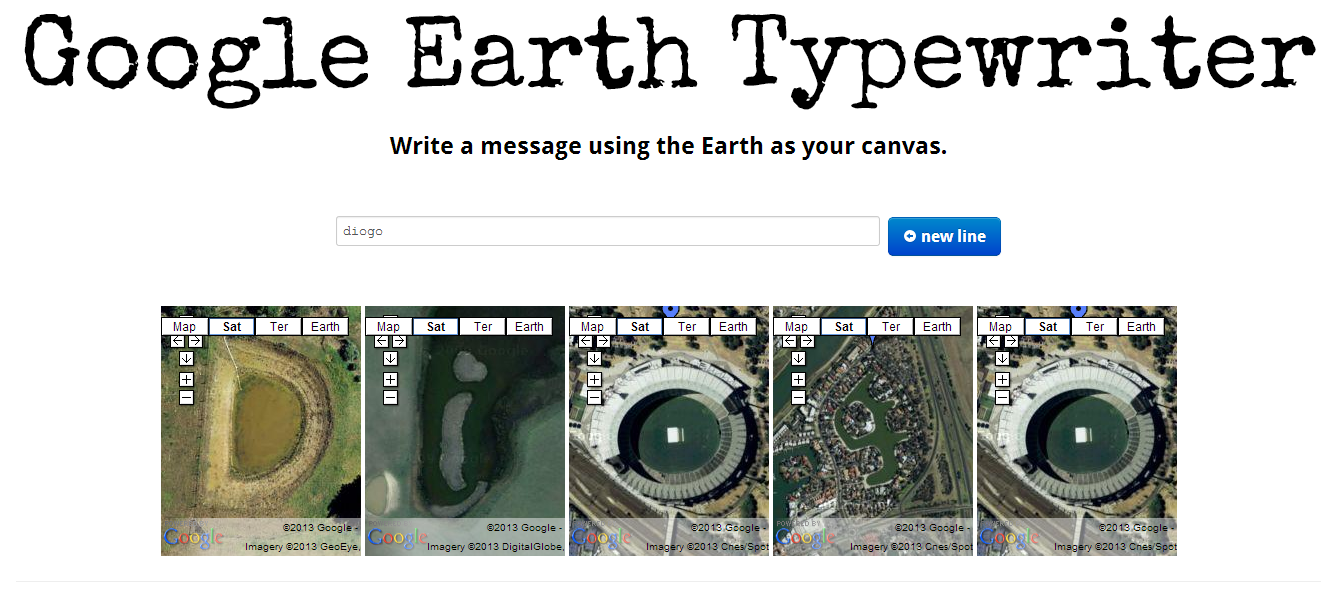 Google Earth Typewriter
Write a message using the Earth as your canvas.
diogo
new line
Map Sat Ter Earth
Google
©2013 Google -
Imagery ©2013 GeoEye,
Map Sat Ter Earth
Google
©2013 Google -
Imagery ©2013 DigitalGlobe,
Map Sat Ter Earth
Google
©2013 Google -
Imagery ©2013 Cnes/Spot
Map Sat Ter Earth
POWERED BY
Google
©2013 Google -
Imagery ©2013 Cnes/Spot
Map Sat Ter Earth
Google
©2013 Google -
Imagery ©2013 Cnes/Spot